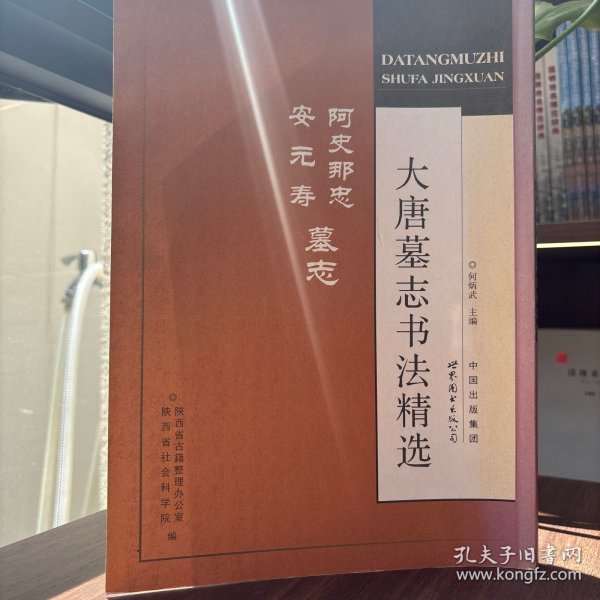 DATANGMUZHI
SHUFA JINGXUAN
大唐墓志书法精选
◎何炳武 主编
中国出版集团
世界图书出版公司
阿史那忠
安元寿
墓志
◎陕西省古籍整理办公室
陕西省社会科学院
编
孔夫子旧书网
www.kongfz.com